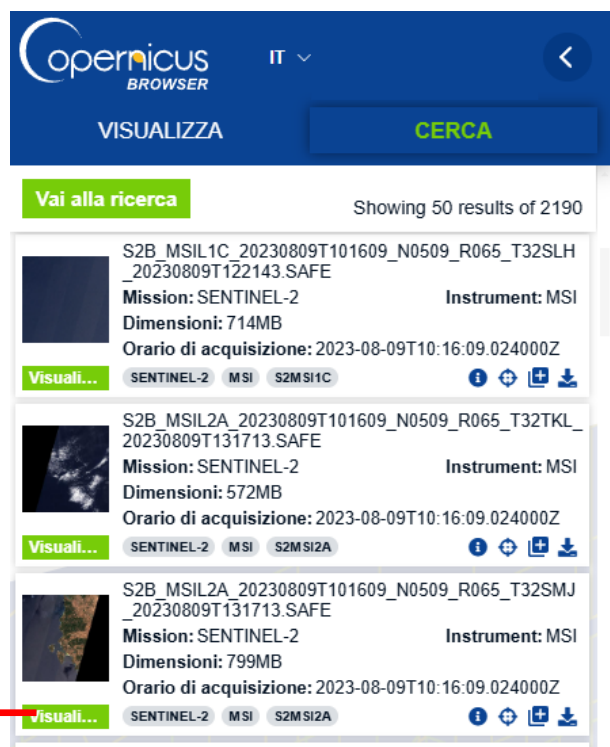 Copernicus
BROWSER
IT
VISUALIZZA
CERCA
Vai alla ricerca
Showing 50 results of 2190
S2B_MSIL1C_20230809T101609_N0509_R065_T32SLH
_20230809T122143.SAFE
Mission: SENTINEL-2 Instrument: MSI
Dimensioni: 714MB
Orario di acquisizione: 2023-08-09T10:16:09.024000Z
Visuali... SENTINEL-2 MSI S2MSI1C
S2B_MSIL2A_20230809T101609_N0509_R065_T32TKL_
20230809T131713.SAFE
Mission: SENTINEL-2 Instrument: MSI
Dimensioni: 572MB
Orario di acquisizione: 2023-08-09T10:16:09.024000Z
Visuali... SENTINEL-2 MSI S2MSI2A
S2B_MSIL2A_20230809T101609_N0509_R065_T32SMJ
_20230809T131713.SAFE
Mission: SENTINEL-2 Instrument: MSI
Dimensioni: 799MB
Orario di acquisizione: 2023-08-09T10:16:09.024000Z
Visuali... SENTINEL-2 MSI S2MSI2A